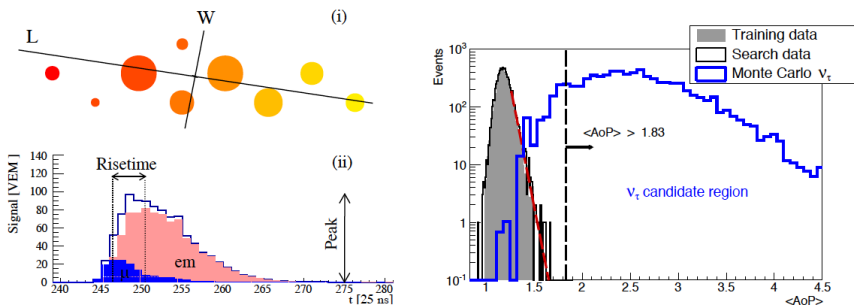 L
W
(i)
(ii)
Risetime
Signal [VEM]
140
120
100
80
60
40
20
0
em
Peak
240
245
250
255
260
265
270
275
280
t [25 ns]
Training data
Search data
Monte Carlo ντ
Events
10³
10²
10
1
10⁻¹
<AoP> > 1.83
ντ candidate region
1
1.5
2
2.5
3
3.5
4
4.5
<AoP>